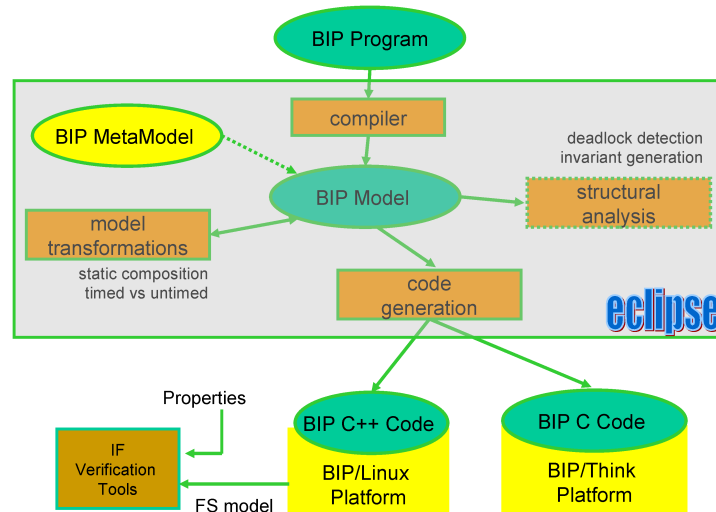 BIP Program
compiler
BIP MetaModel
deadlock detection
invariant generation
BIP Model
structural
analysis
model
transformations
static composition
timed vs untimed
code
generation
eclipse
Properties
BIP C++ Code
BIP C Code
IF
Verification
Tools
BIP/Linux
Platform
BIP/Think
Platform
FS model